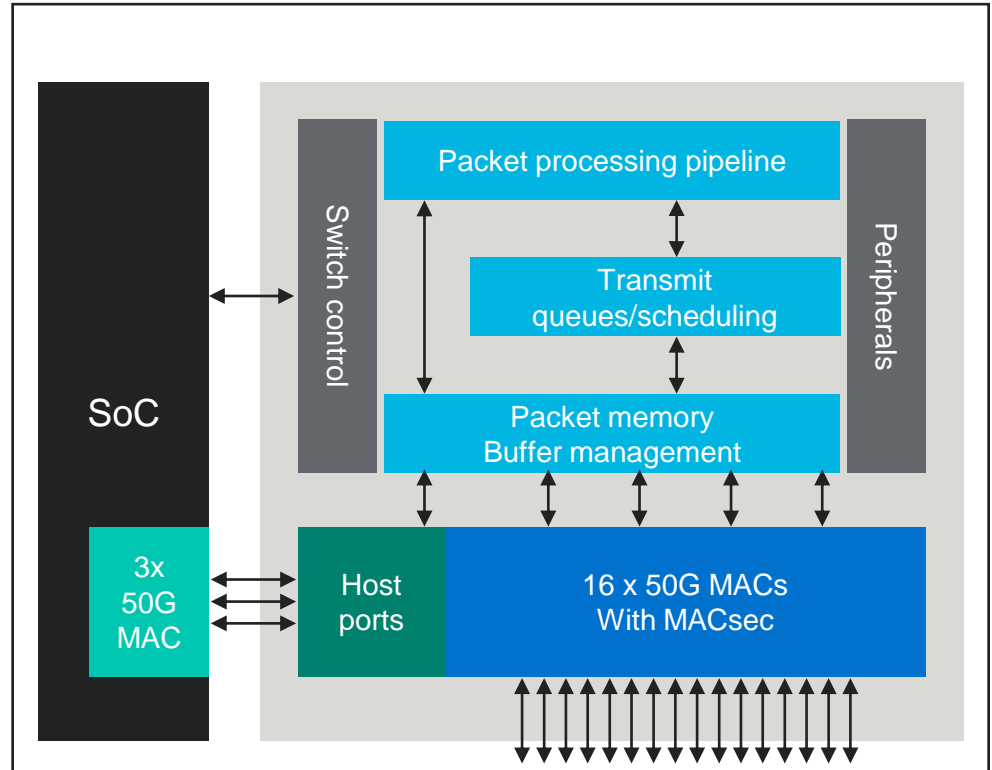 Packet processing pipeline
Switch control
Peripherals
Transmit
queues/scheduling
SoC
Packet memory
Buffer management
3x
50G
MAC
Host
ports
16 x 50G MACs
With MACsec